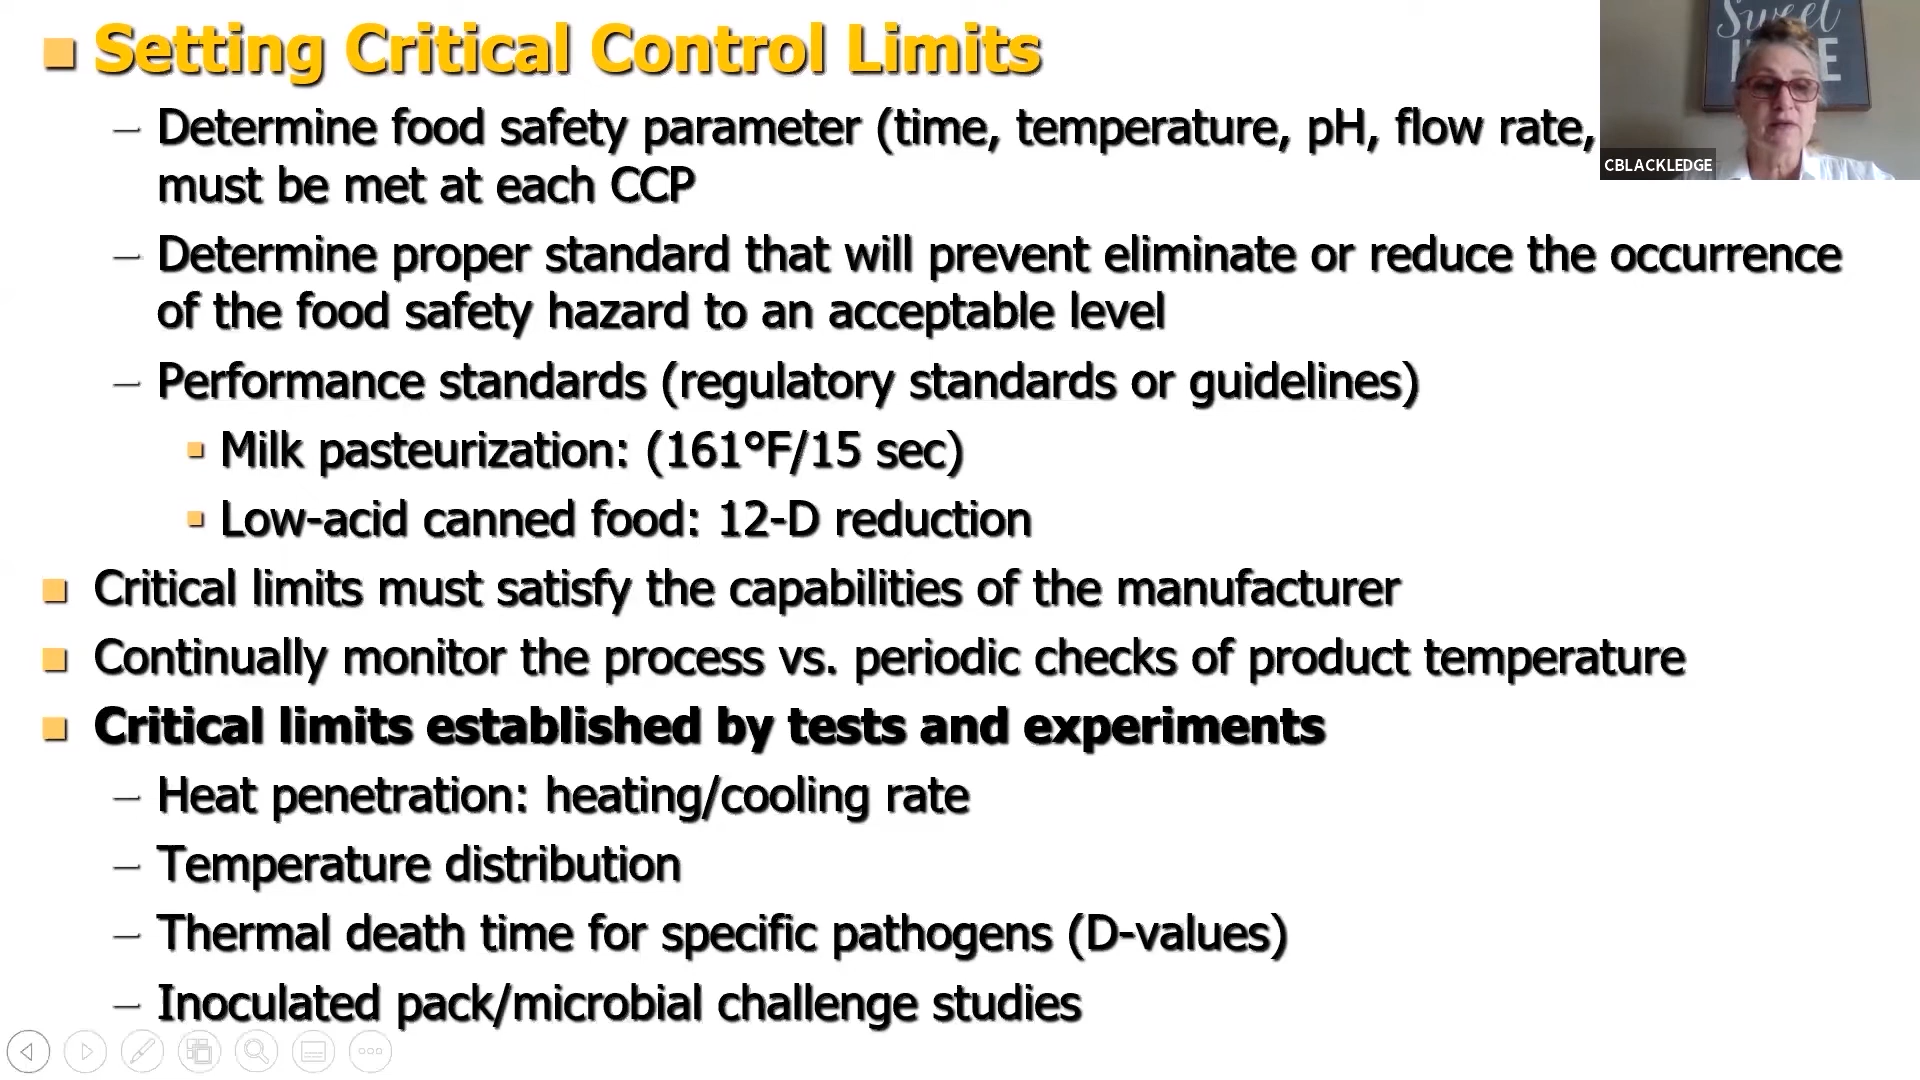 Setting Critical Control Limits
– Determine food safety parameter (time, temperature, pH, flow rate,
must be met at each CCP
– Determine proper standard that will prevent eliminate or reduce the occurrence
of the food safety hazard to an acceptable level
– Performance standards (regulatory standards or guidelines)
Milk pasteurization: (161°F/15 sec)
Low-acid canned food: 12-D reduction
Critical limits must satisfy the capabilities of the manufacturer
Continually monitor the process vs. periodic checks of product temperature
Critical limits established by tests and experiments
– Heat penetration: heating/cooling rate
– Temperature distribution
– Thermal death time for specific pathogens (D-values)
– Inoculated pack/microbial challenge studies
Sweet
CBLACKLEDGE